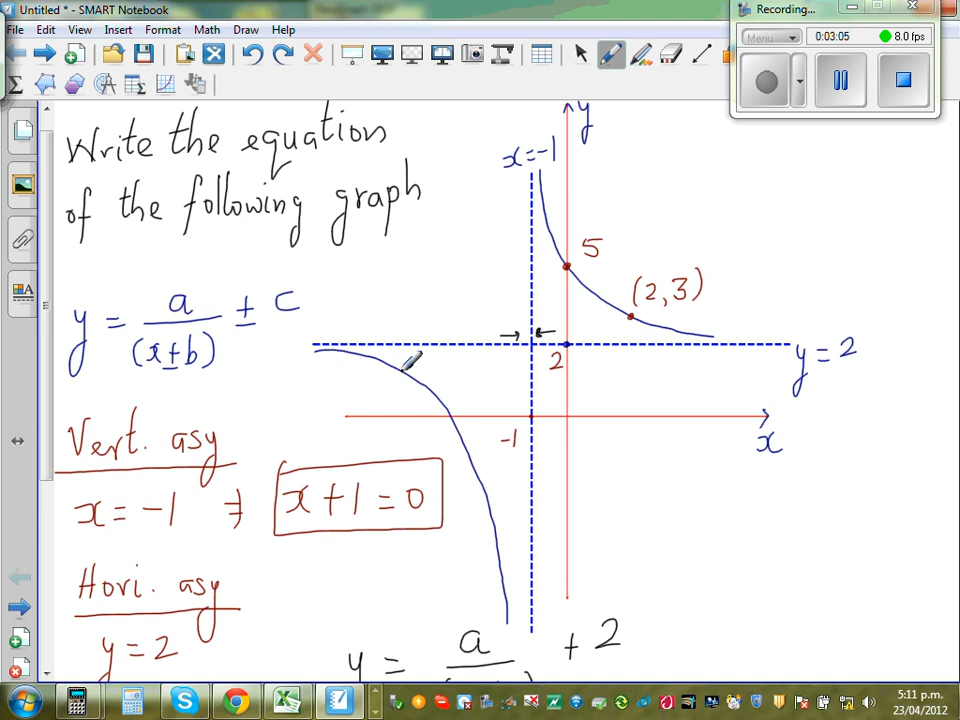 Untitled * - SMART Notebook
File Edit View Insert Format Math Draw Help
Recording...
Menu
0:03:05
8.0 fps
Write the equation
of the following graph
y = a / (x ± b) ± c
Vert. asy
x = -1 ⇒ x + 1 = 0
Hori. asy
y = 2
y
x = -1
5
(2, 3)
2
y = 2
-1
x
y = a + 2
5:11 p.m.
23/04/2012